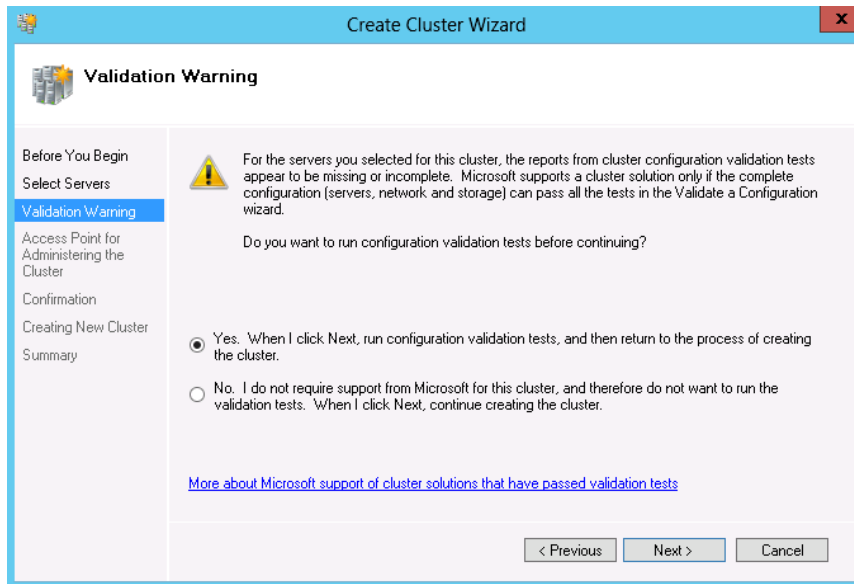 Create Cluster Wizard
x
Validation Warning
Before You Begin
Select Servers
Validation Warning
Access Point for
Administering the
Cluster
Confirmation
Creating New Cluster
Summary
For the servers you selected for this cluster, the reports from cluster configuration validation tests
appear to be missing or incomplete.  Microsoft supports a cluster solution only if the complete
configuration (servers, network and storage) can pass all the tests in the Validate a Configuration
wizard.
Do you want to run configuration validation tests before continuing?
Yes.  When I click Next, run configuration validation tests, and then return to the process of creating
the cluster.
No.  I do not require support from Microsoft for this cluster, and therefore do not want to run the
validation tests.  When I click Next, continue creating the cluster.
More about Microsoft support of cluster solutions that have passed validation tests
< Previous
Next >
Cancel